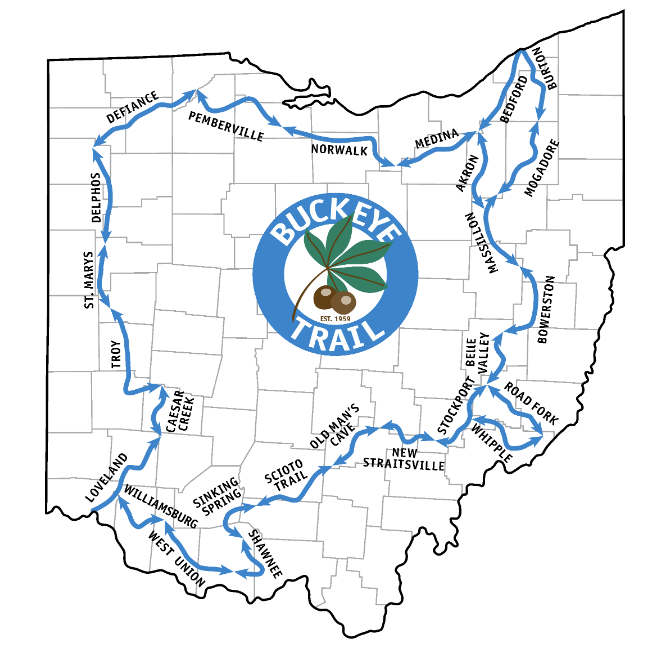 BURTON
BEDFORD
DEFIANCE
PEMBERVILLE
MEDINA
NORWALK
AKRON
MOGADORE
DELPHOS
BUCKEYE
MASSILLON
ST. MARYS
EST. 1959
TRAIL
BOWERSTON
TROY
BELLE
VALLEY
CAESAR
CREEK
STOCKPORT
ROAD FORK
OLD MAN'S
CAVE
WHIPPLE
NEW
STRAITSVILLE
LOVELAND
SCIOTO
TRAIL
SINKING
SPRING
WILLIAMSBURG
WEST UNION
SHAWNEE